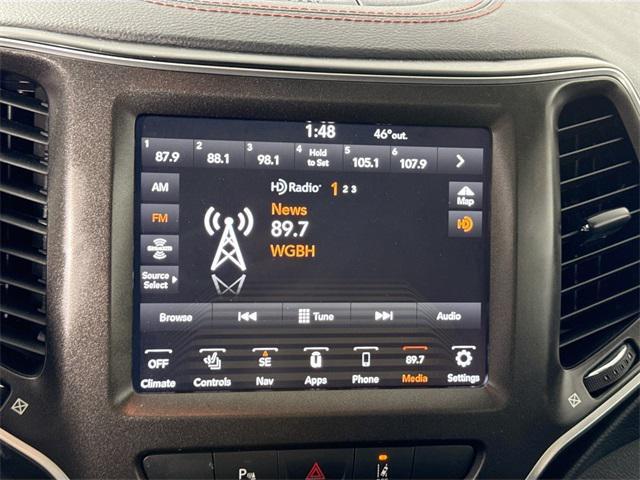 1:48 46°out.
1 87.9 2 88.1 3 98.1 4 Hold to Set 5 105.1 6 107.9
AM
HD Radio 1 2 3
Map
FM
News
HD
89.7
WGBH
SiriusXM
Source Select
Browse Tune Audio
OFF SE 89.7
Climate Controls Nav Apps Phone Media Settings
P